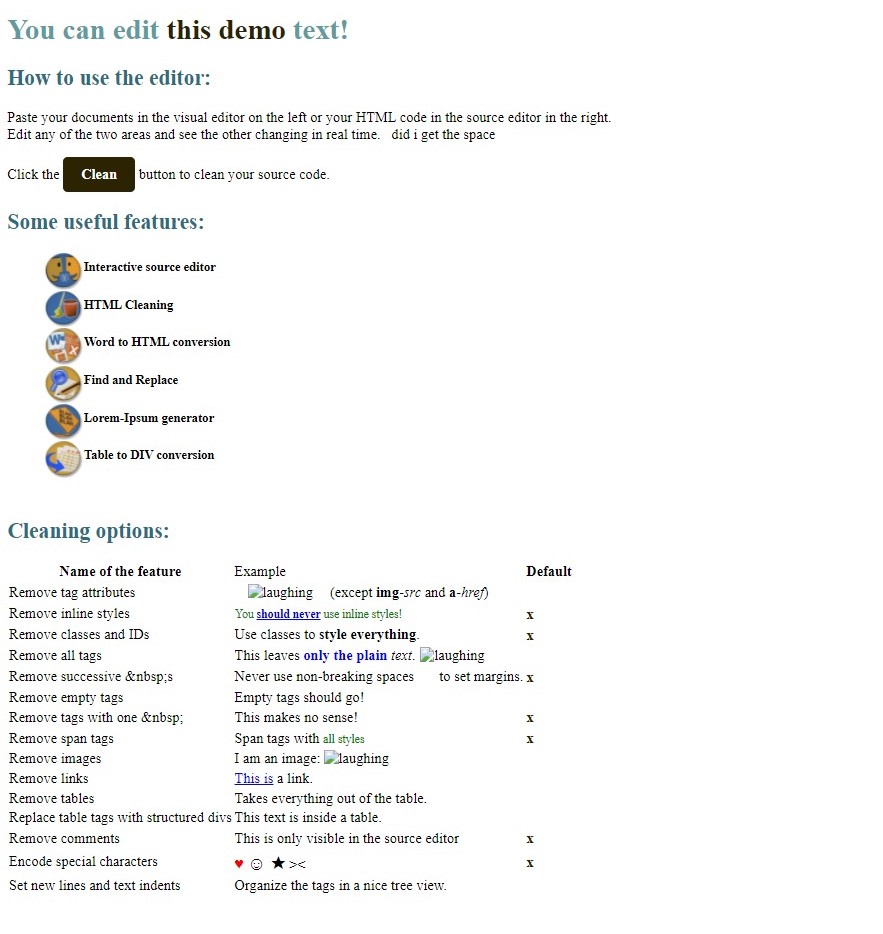 You can edit this demo text!
How to use the editor:
Paste your documents in the visual editor on the left or your HTML code in the source editor in the right.
Edit any of the two areas and see the other changing in real time.   did i get the space
Click the Clean button to clean your source code.
Some useful features:
Interactive source editor
HTML Cleaning
Word to HTML conversion
Find and Replace
Lorem-Ipsum generator
Table to DIV conversion
Cleaning options:
Name of the feature Example Default
Remove tag attributes laughing (except img-src and a-href)
Remove inline styles You should never use inline styles! x
Remove classes and IDs Use classes to style everything. x
Remove all tags This leaves only the plain text. laughing
Remove successive &nbsp;s Never use non-breaking spaces to set margins. x
Remove empty tags Empty tags should go!
Remove tags with one &nbsp; This makes no sense! x
Remove span tags Span tags with all styles x
Remove images I am an image: laughing
Remove links This is a link.
Remove tables Takes everything out of the table.
Replace table tags with structured divs This text is inside a table.
Remove comments This is only visible in the source editor x
Encode special characters ♥ ☺ ★ >< x
Set new lines and text indents Organize the tags in a nice tree view.